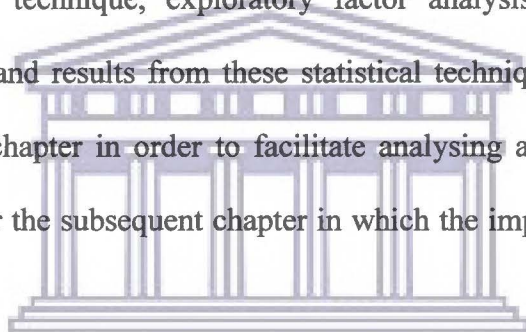 technique, exploratory factor analysis
and results from these statistical techniq
chapter in order to facilitate analysing a
the subsequent chapter in which the imp